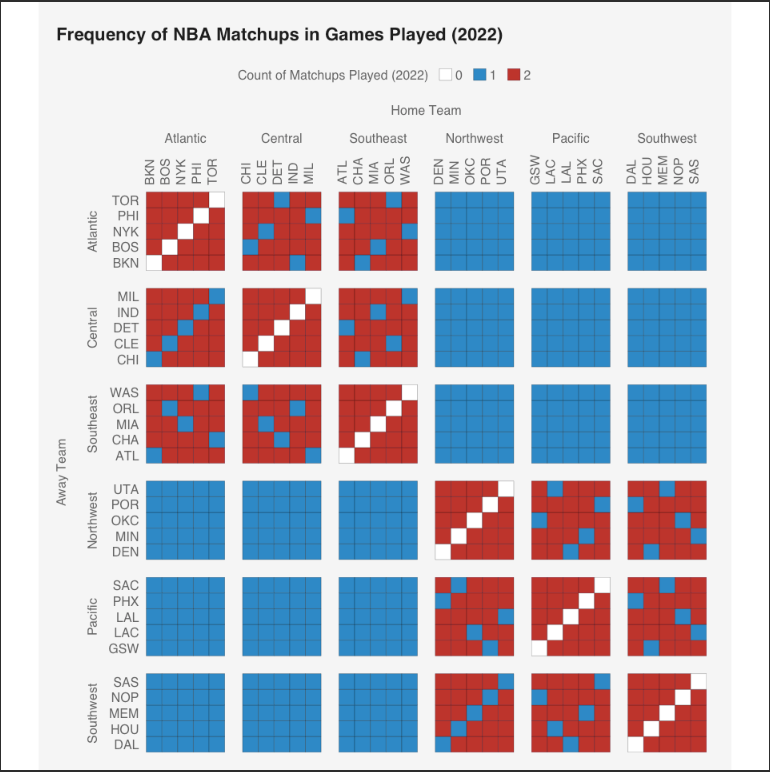 Frequency of NBA Matchups in Games Played (2022)
Count of Matchups Played (2022) 0 1 2
Home Team
Atlantic Central Southeast Northwest Pacific Southwest
BKN BOS NYK PHI TOR CHI CLE DET IND MIL ATL CHA MIA ORL WAS DEN MIN OKC POR UTA GSW LAC LAL PHX SAC DAL HOU MEM NOP SAS
Away Team
Atlantic
TOR
PHI
NYK
BOS
BKN
Central
MIL
IND
DET
CLE
CHI
Southeast
WAS
ORL
MIA
CHA
ATL
Northwest
UTA
POR
OKC
MIN
DEN
Pacific
SAC
PHX
LAL
LAC
GSW
Southwest
SAS
NOP
MEM
HOU
DAL